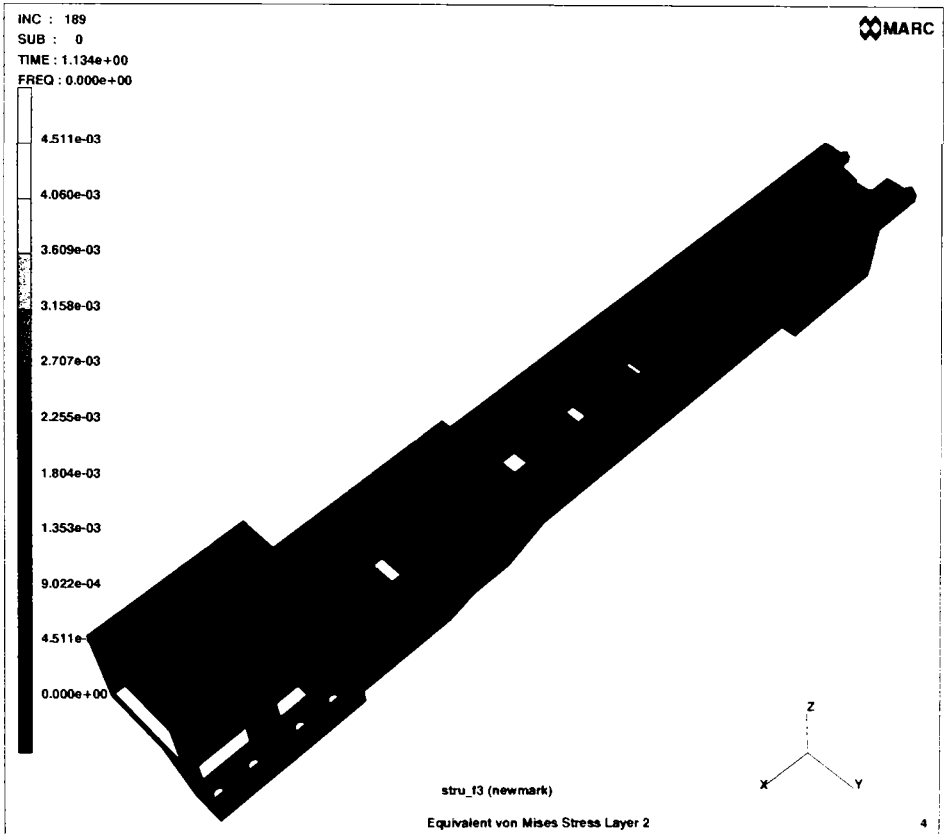 INC : 189
SUB : 0
TIME : 1.134e+00
FREQ : 0.000e+00
MARC
4.511e-03
4.060e-03
3.609e-03
3.158e-03
2.707e-03
2.255e-03
1.804e-03
1.353e-03
9.022e-04
4.511e-
0.000e+00
Z
X
Y
stru_f3 (newmark)
Equivalent von Mises Stress Layer 2
4